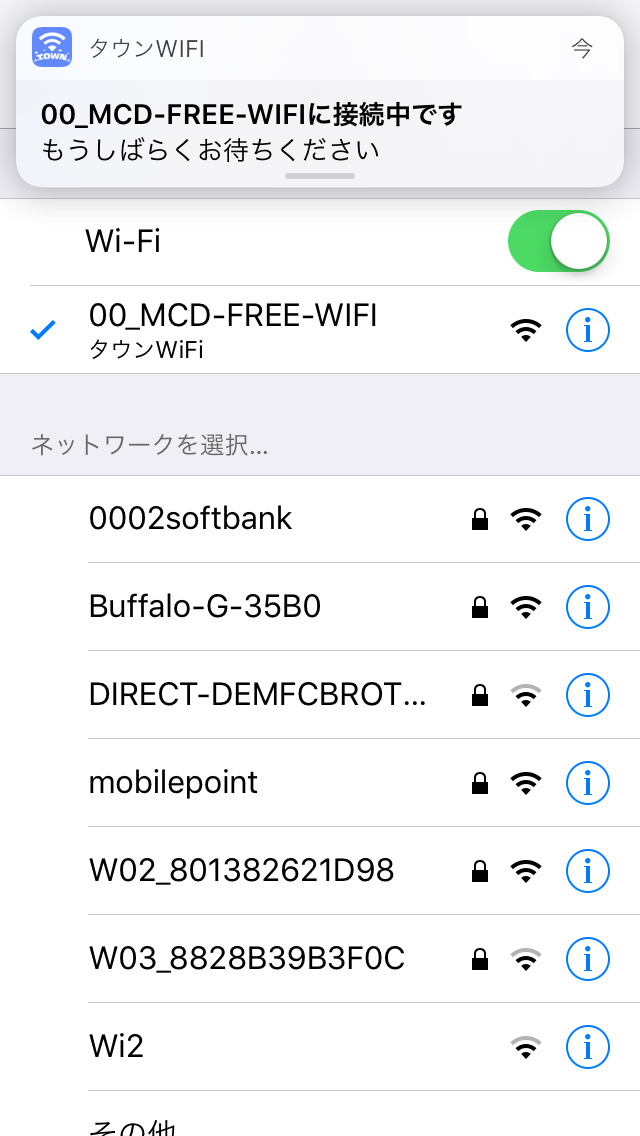 TOWN
タウンWIFI
今
00_MCD-FREE-WIFIに接続中です
もうしばらくお待ちください
Wi-Fi
00_MCD-FREE-WIFI
タウンWiFi
ネットワークを選択...
0002softbank
Buffalo-G-35B0
DIRECT-DEMFCBROT...
mobilepoint
W02_801382621D98
W03_8828B39B3F0C
Wi2
その他